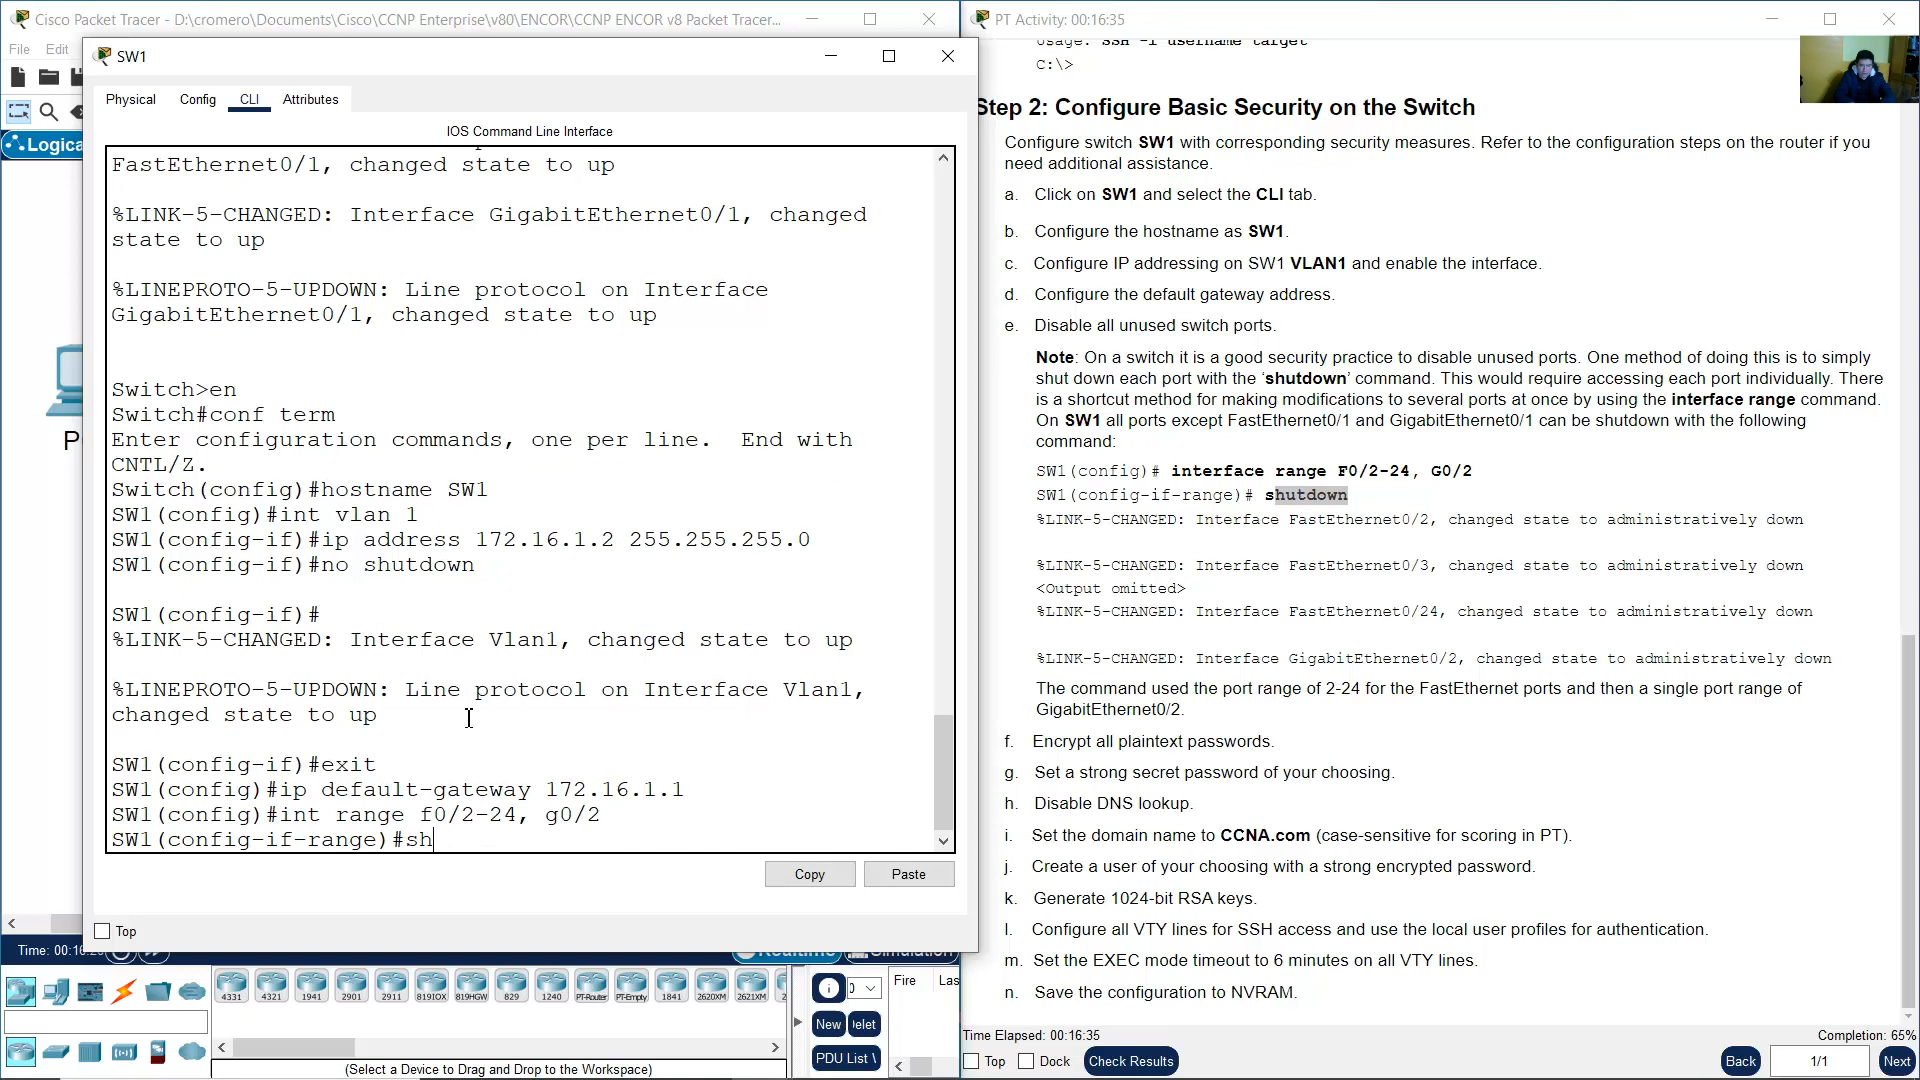 Cisco Packet Tracer - D:\cromero\Documents\Cisco\CCNP Enterprise\v80\ENCOR\CCNP ENCOR v8 Packet Tracer...
File Edit
Logica
P
SW1
Physical Config CLI Attributes
IOS Command Line Interface
FastEthernet0/1, changed state to up
%LINK-5-CHANGED: Interface GigabitEthernet0/1, changed
state to up
%LINEPROTO-5-UPDOWN: Line protocol on Interface
GigabitEthernet0/1, changed state to up
Switch>en
Switch#conf term
Enter configuration commands, one per line.  End with
CNTL/Z.
Switch(config)#hostname SW1
SW1(config)#int vlan 1
SW1(config-if)#ip address 172.16.1.2 255.255.255.0
SW1(config-if)#no shutdown
SW1(config-if)#
%LINK-5-CHANGED: Interface Vlan1, changed state to up
%LINEPROTO-5-UPDOWN: Line protocol on Interface Vlan1,
changed state to up
SW1(config-if)#exit
SW1(config)#ip default-gateway 172.16.1.1
SW1(config)#int range f0/2-24, g0/2
SW1(config-if-range)#sh
Copy Paste
Top
Time: 00:16:2
Realtime Simulation
4331 4321 1941 2901 2911 819IOX 819HGW 829 1240 PT-Router PT-Empty 1841 2620XM 2621XM 2
(Select a Device to Drag and Drop to the Workspace)
0
New elet
PDU List
Fire Las
PT Activity: 00:16:35
Usage: SSH -l username target
C:\>
Step 2: Configure Basic Security on the Switch
Configure switch SW1 with corresponding security measures. Refer to the configuration steps on the router if you
need additional assistance.
a. Click on SW1 and select the CLI tab.
b. Configure the hostname as SW1.
c. Configure IP addressing on SW1 VLAN1 and enable the interface.
d. Configure the default gateway address.
e. Disable all unused switch ports.
Note: On a switch it is a good security practice to disable unused ports. One method of doing this is to simply
shut down each port with the ‘shutdown’ command. This would require accessing each port individually. There
is a shortcut method for making modifications to several ports at once by using the interface range command.
On SW1 all ports except FastEthernet0/1 and GigabitEthernet0/1 can be shutdown with the following
command:
SW1(config)# interface range F0/2-24, G0/2
SW1(config-if-range)# shutdown
%LINK-5-CHANGED: Interface FastEthernet0/2, changed state to administratively down
%LINK-5-CHANGED: Interface FastEthernet0/3, changed state to administratively down
<Output omitted>
%LINK-5-CHANGED: Interface FastEthernet0/24, changed state to administratively down
%LINK-5-CHANGED: Interface GigabitEthernet0/2, changed state to administratively down
The command used the port range of 2-24 for the FastEthernet ports and then a single port range of
GigabitEthernet0/2.
f. Encrypt all plaintext passwords.
g. Set a strong secret password of your choosing.
h. Disable DNS lookup.
i. Set the domain name to CCNA.com (case-sensitive for scoring in PT).
j. Create a user of your choosing with a strong encrypted password.
k. Generate 1024-bit RSA keys.
l. Configure all VTY lines for SSH access and use the local user profiles for authentication.
m. Set the EXEC mode timeout to 6 minutes on all VTY lines.
n. Save the configuration to NVRAM.
Time Elapsed: 00:16:35 Completion: 65%
Top Dock Check Results Back 1/1 Next